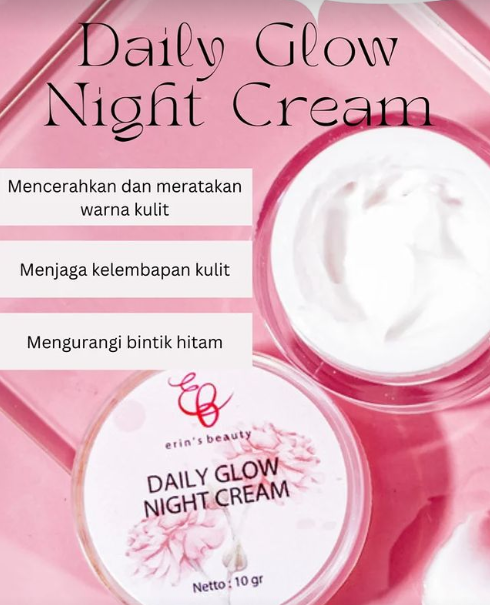 Daily Glow
Night Cream
Mencerahkan dan meratakan
warna kulit
Menjaga kelembapan kulit
Mengurangi bintik hitam
EB
erin's beauty
DAILY GLOW
NIGHT CREAM
Netto : 10 gr